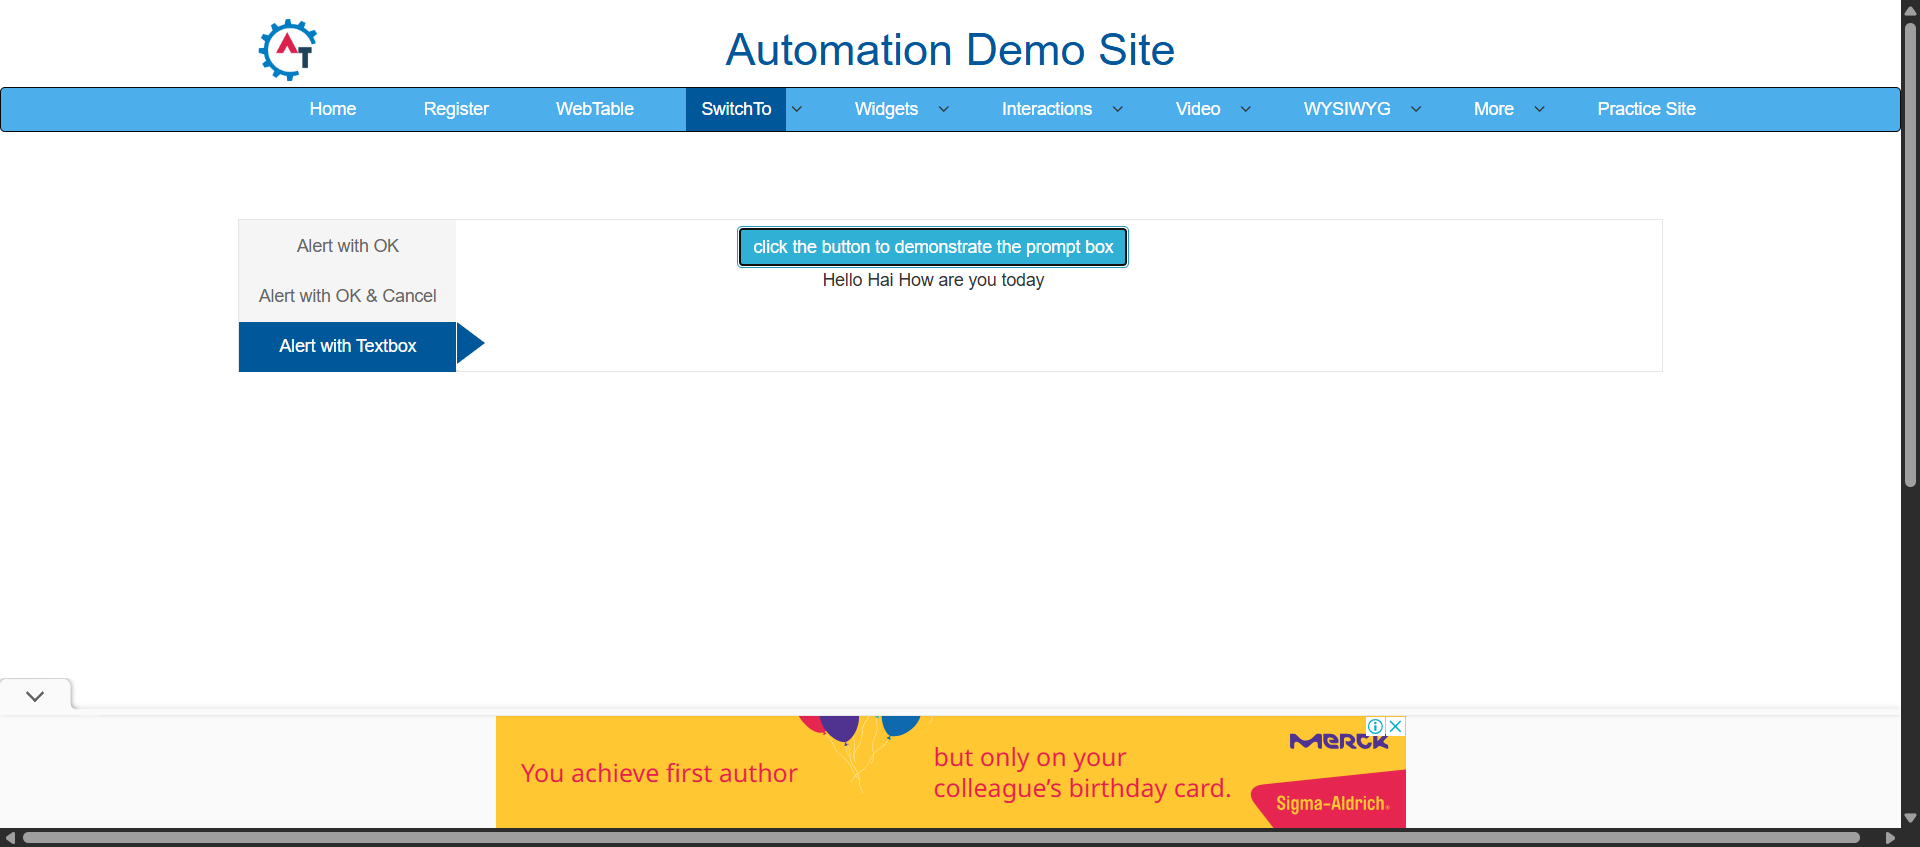 AT
Automation Demo Site
Home Register WebTable SwitchTo Widgets Interactions Video WYSIWYG More Practice Site
Alert with OK
Alert with OK & Cancel
Alert with Textbox
click the button to demonstrate the prompt box
Hello Hai How are you today
You achieve first author
but only on your
colleague's birthday card.
MERCK
Sigma-Aldrich®